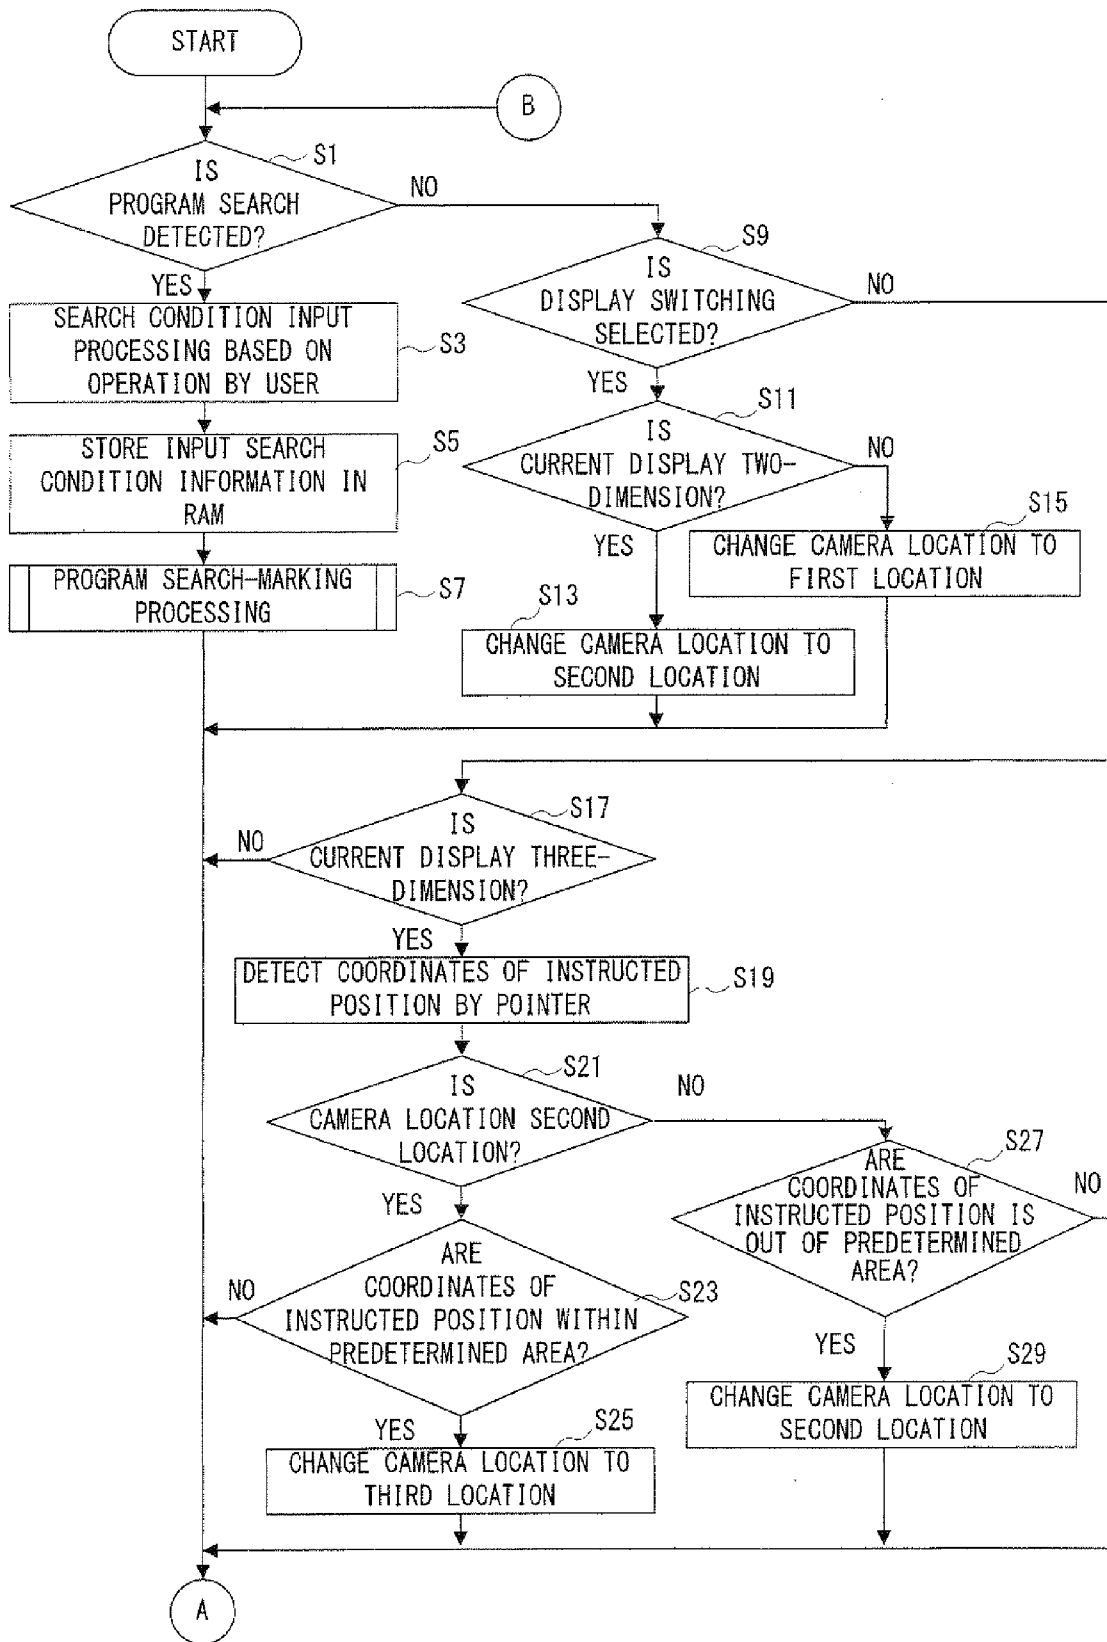 START
B
S1
IS
PROGRAM SEARCH
DETECTED?
NO
YES
SEARCH CONDITION INPUT
PROCESSING BASED ON
OPERATION BY USER
S3
STORE INPUT SEARCH
CONDITION INFORMATION IN
RAM
S5
PROGRAM SEARCH-MARKING
PROCESSING
S7
S9
IS
DISPLAY SWITCHING
SELECTED?
NO
YES
S11
IS
CURRENT DISPLAY TWO-
DIMENSION?
NO
YES
S15
CHANGE CAMERA LOCATION TO
FIRST LOCATION
S13
CHANGE CAMERA LOCATION TO
SECOND LOCATION
S17
IS
CURRENT DISPLAY THREE-
DIMENSION?
NO
YES
DETECT COORDINATES OF INSTRUCTED
POSITION BY POINTER
S19
S21
IS
CAMERA LOCATION SECOND
LOCATION?
NO
YES
S23
ARE
COORDINATES OF
INSTRUCTED POSITION WITHIN
PREDETERMINED AREA?
NO
YES
S25
CHANGE CAMERA LOCATION TO
THIRD LOCATION
S27
ARE
COORDINATES OF
INSTRUCTED POSITION IS
OUT OF PREDETERMINED
AREA?
NO
YES
S29
CHANGE CAMERA LOCATION TO
SECOND LOCATION
A